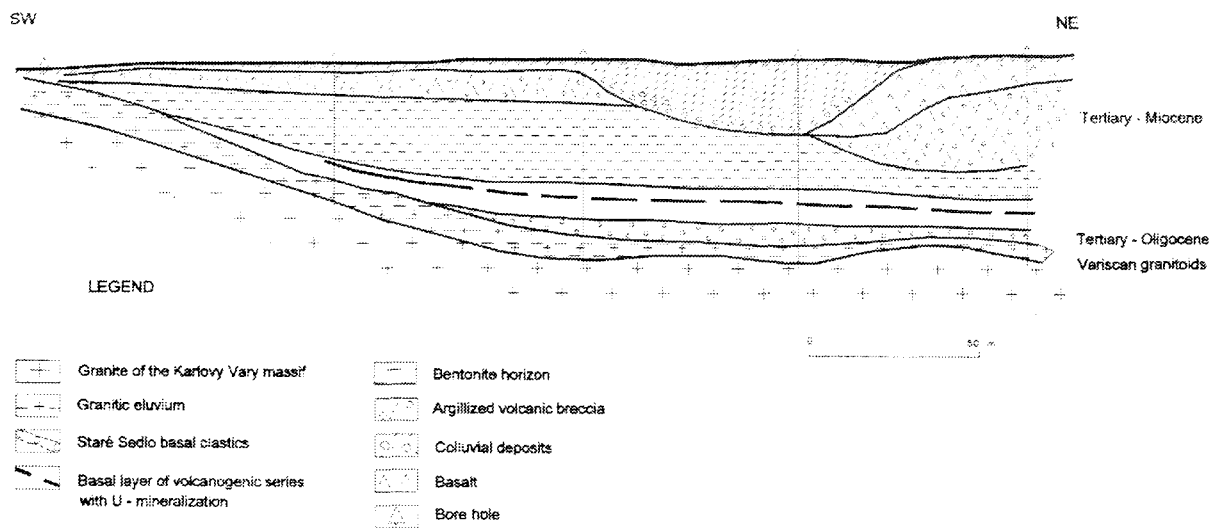 SW
NE
Tertiary - Miocene
Tertiary - Oligocene
Variscan granitoids
LEGEND
0 50 m
Granite of the Karlovy Vary massif
Granitic eluvium
Staré Sedlo basal clastics
Basal layer of volcanogenic series
with U - mineralization
Bentonite horizon
Argillized volcanic breccia
Colluvial deposits
Basalt
Bore hole